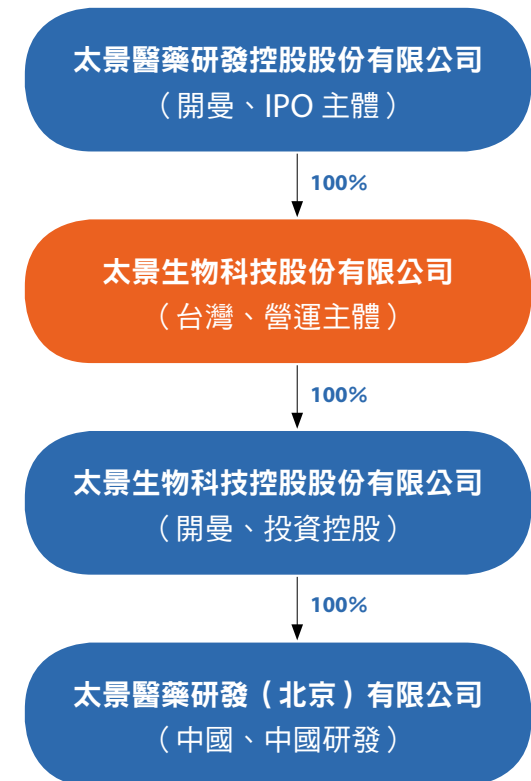 太景醫藥研發控股股份有限公司
（開曼、IPO 主體）
100%
太景生物科技股份有限公司
（台灣、營運主體）
100%
太景生物科技控股股份有限公司
（開曼、投資控股）
100%
太景醫藥研發（北京）有限公司
（中國、中國研發）